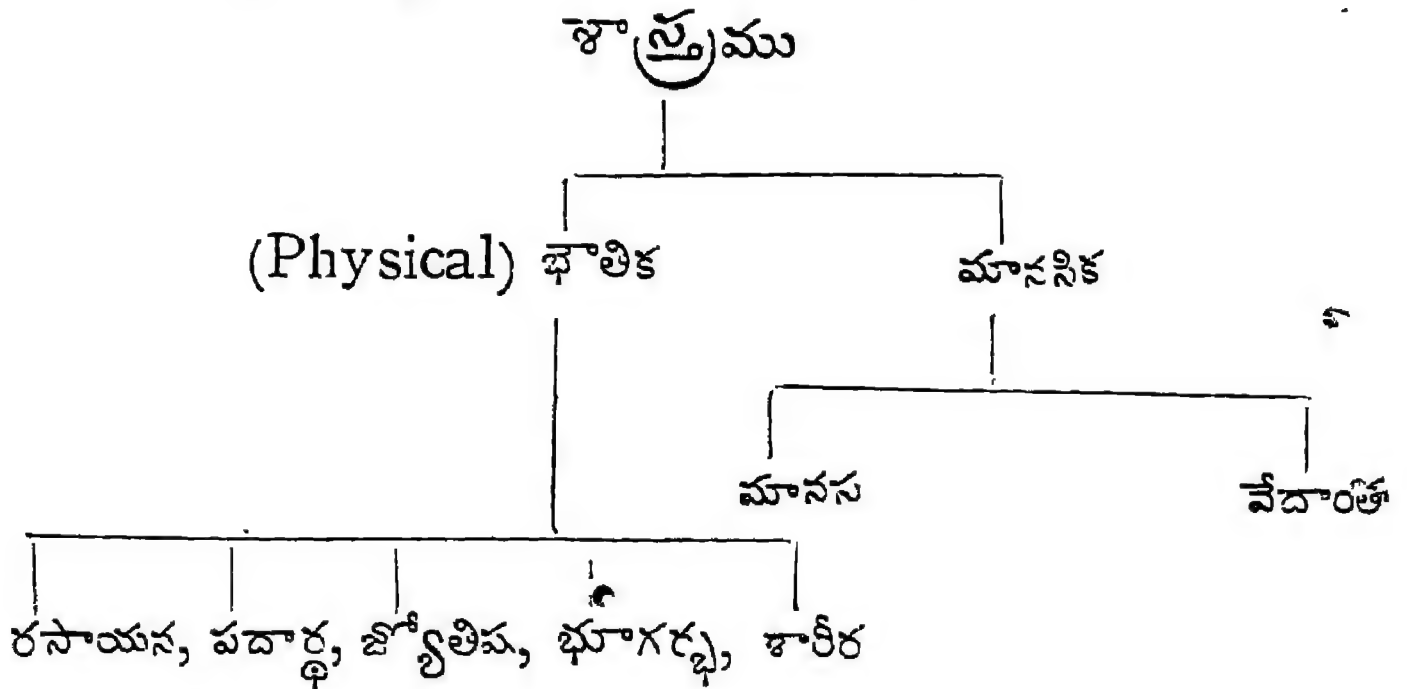 శాస్త్రము
(Physical) భౌతిక మానసిక
మానస వేదాంత
రసాయన, పదార్థ, జ్యోతిష, భూగర్భ, శారీర